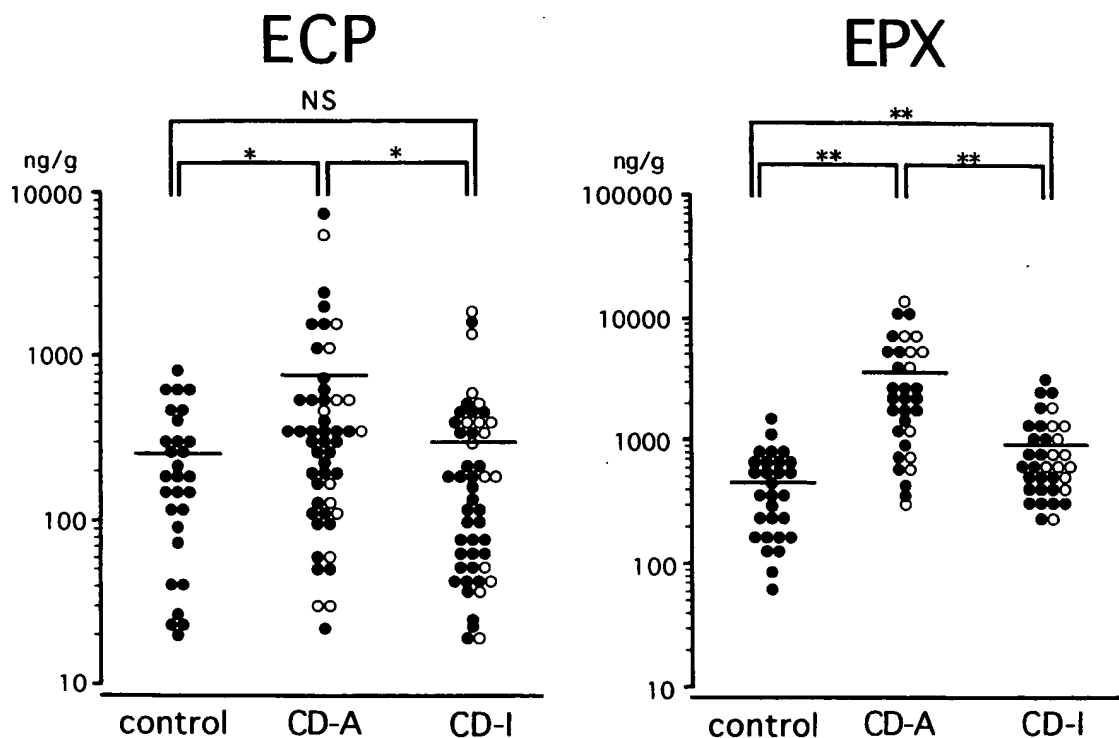 ECP
NS
*
*
ng/g
10000
1000
100
10
control
CD-A
CD-I
EPX
**
**
**
ng/g
100000
10000
1000
100
10
control
CD-A
CD-I